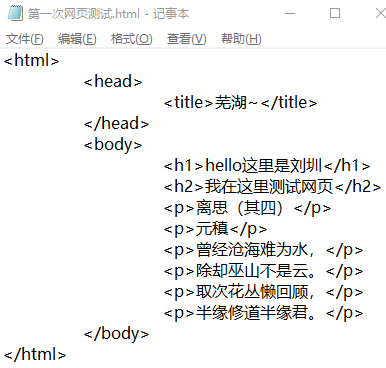 第一次网页测试.html - 记事本
文件(F) 编辑(E) 格式(O) 查看(V) 帮助(H)
<html>
<head>
<title>芜湖~</title>
</head>
<body>
<h1>hello这里是刘圳</h1>
<h2>我在这里测试网页</h2>
<p>离思（其四）</p>
<p>元稹</p>
<p>曾经沧海难为水，</p>
<p>除却巫山不是云。</p>
<p>取次花丛懒回顾，</p>
<p>半缘修道半缘君。</p>
</body>
</html>